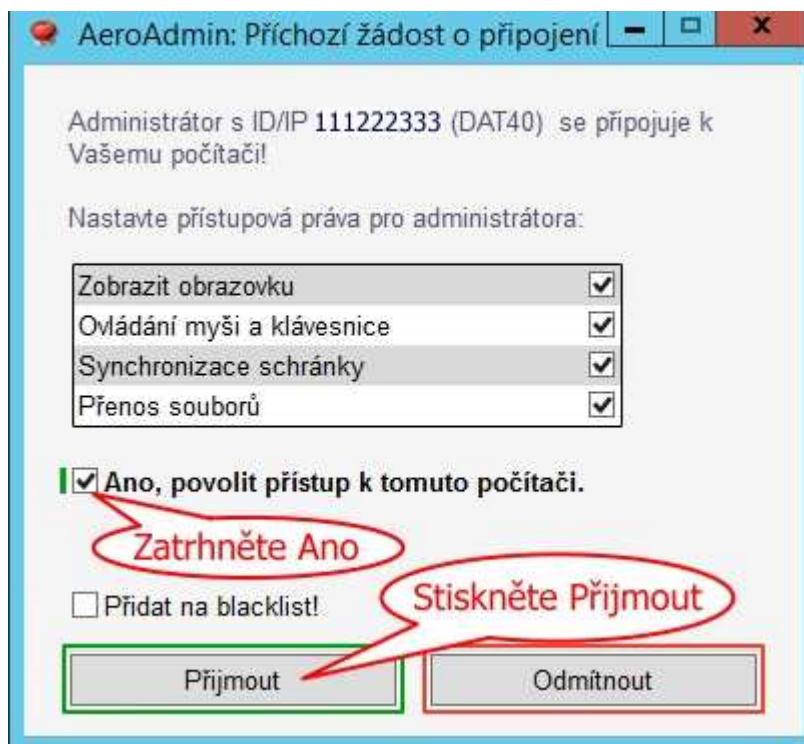 AeroAdmin: Příchozí žádost o připojení
Administrátor s ID/IP 111222333 (DAT40) se připojuje k
Vašemu počítači!
Nastavte přístupová práva pro administrátora:
Zobrazit obrazovku
Ovládání myši a klávesnice
Synchronizace schránky
Přenos souborů
Ano, povolit přístup k tomuto počítači.
Zatrhněte Ano
Stiskněte Přijmout
Přidat na blacklist!
Přijmout
Odmítnout